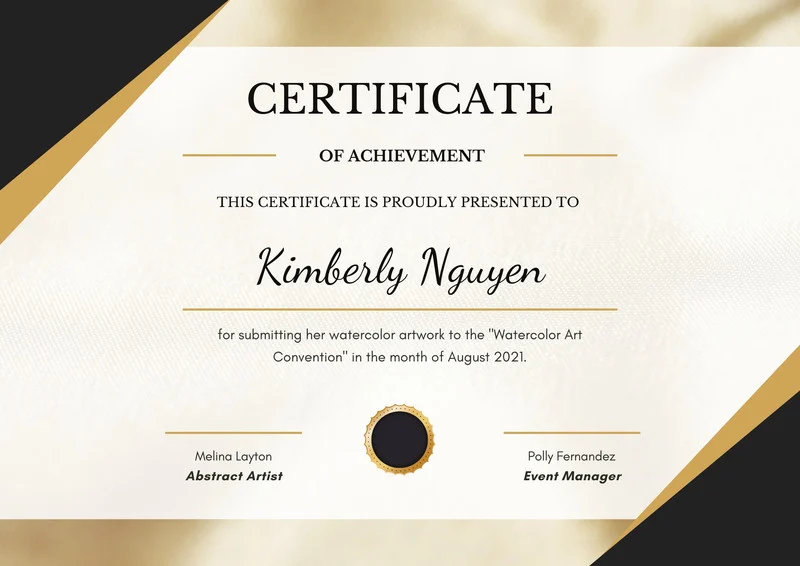 CERTIFICATE
OF ACHIEVEMENT
THIS CERTIFICATE IS PROUDLY PRESENTED TO
Kimberly Nguyen
for submitting her watercolor artwork to the "Watercolor Art
Convention" in the month of August 2021.
Melina Layton
Abstract Artist
Polly Fernandez
Event Manager